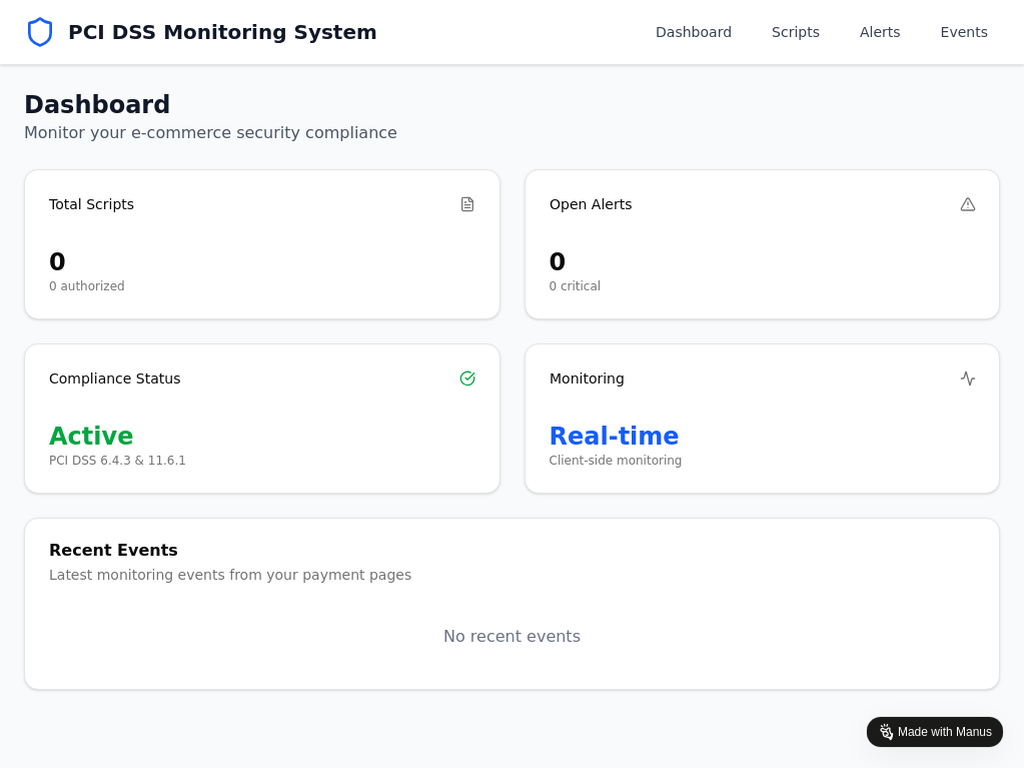 PCI DSS Monitoring System
Dashboard
Scripts
Alerts
Events
Dashboard
Monitor your e-commerce security compliance
Total Scripts
0
0 authorized
Open Alerts
0
0 critical
Compliance Status
Active
PCI DSS 6.4.3 & 11.6.1
Monitoring
Real-time
Client-side monitoring
Recent Events
Latest monitoring events from your payment pages
No recent events
Made with Manus